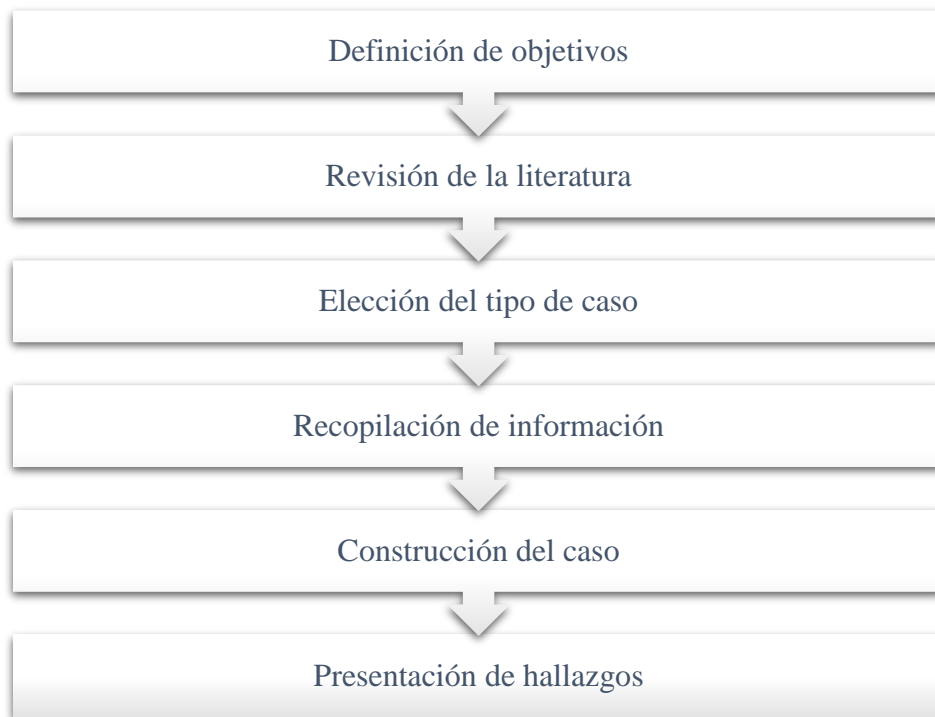 Definición de objetivos
Revisión de la literatura
Elección del tipo de caso
Recopilación de información
Construcción del caso
Presentación de hallazgos